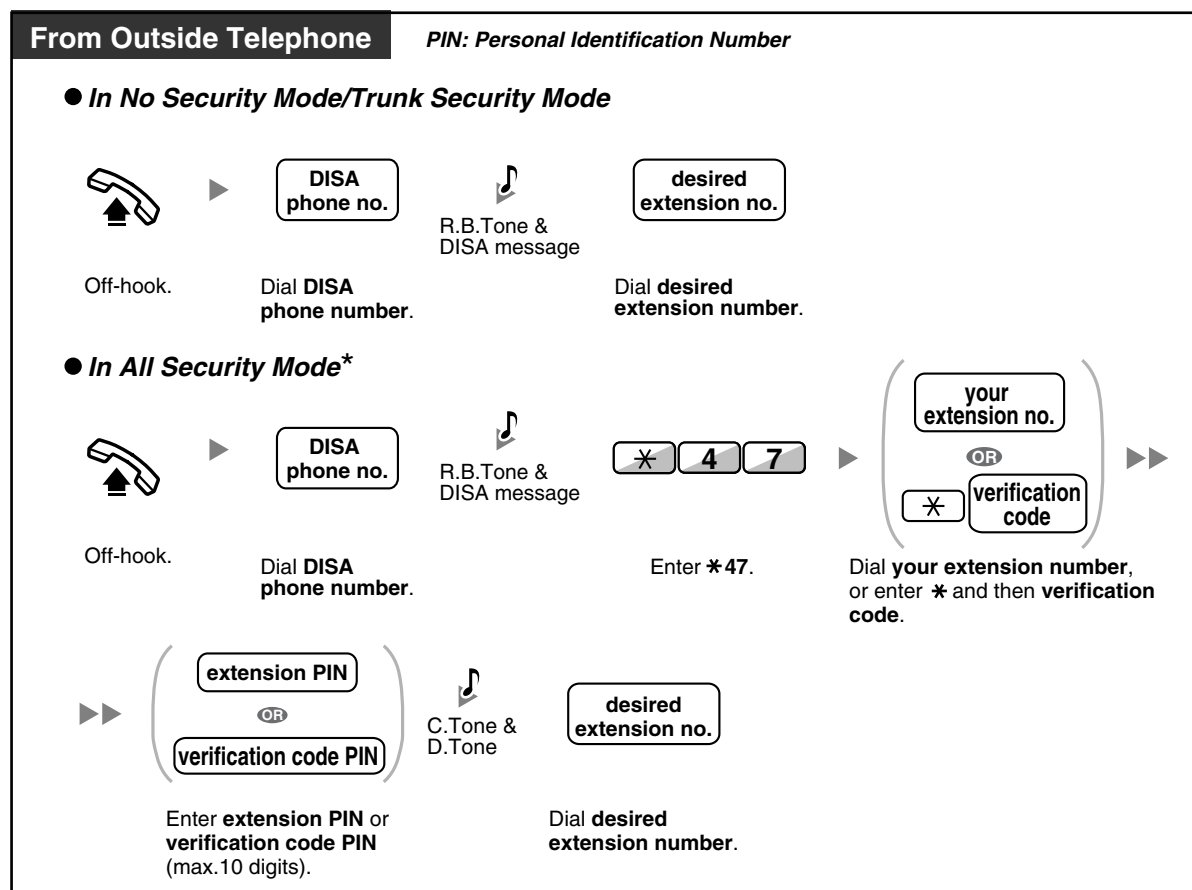 From Outside Telephone
PIN: Personal Identification Number
● In No Security Mode/Trunk Security Mode
DISA
phone no.
R.B.Tone &
DISA message
desired
extension no.
Off-hook.
Dial DISA
phone number.
Dial desired
extension number.
● In All Security Mode*
DISA
phone no.
R.B.Tone &
DISA message
* 4 7
your
extension no.
OR
* verification
code
Off-hook.
Dial DISA
phone number.
Enter *47.
Dial your extension number,
or enter * and then verification
code.
extension PIN
OR
verification code PIN
C.Tone &
D.Tone
desired
extension no.
Enter extension PIN or
verification code PIN
(max.10 digits).
Dial desired
extension number.